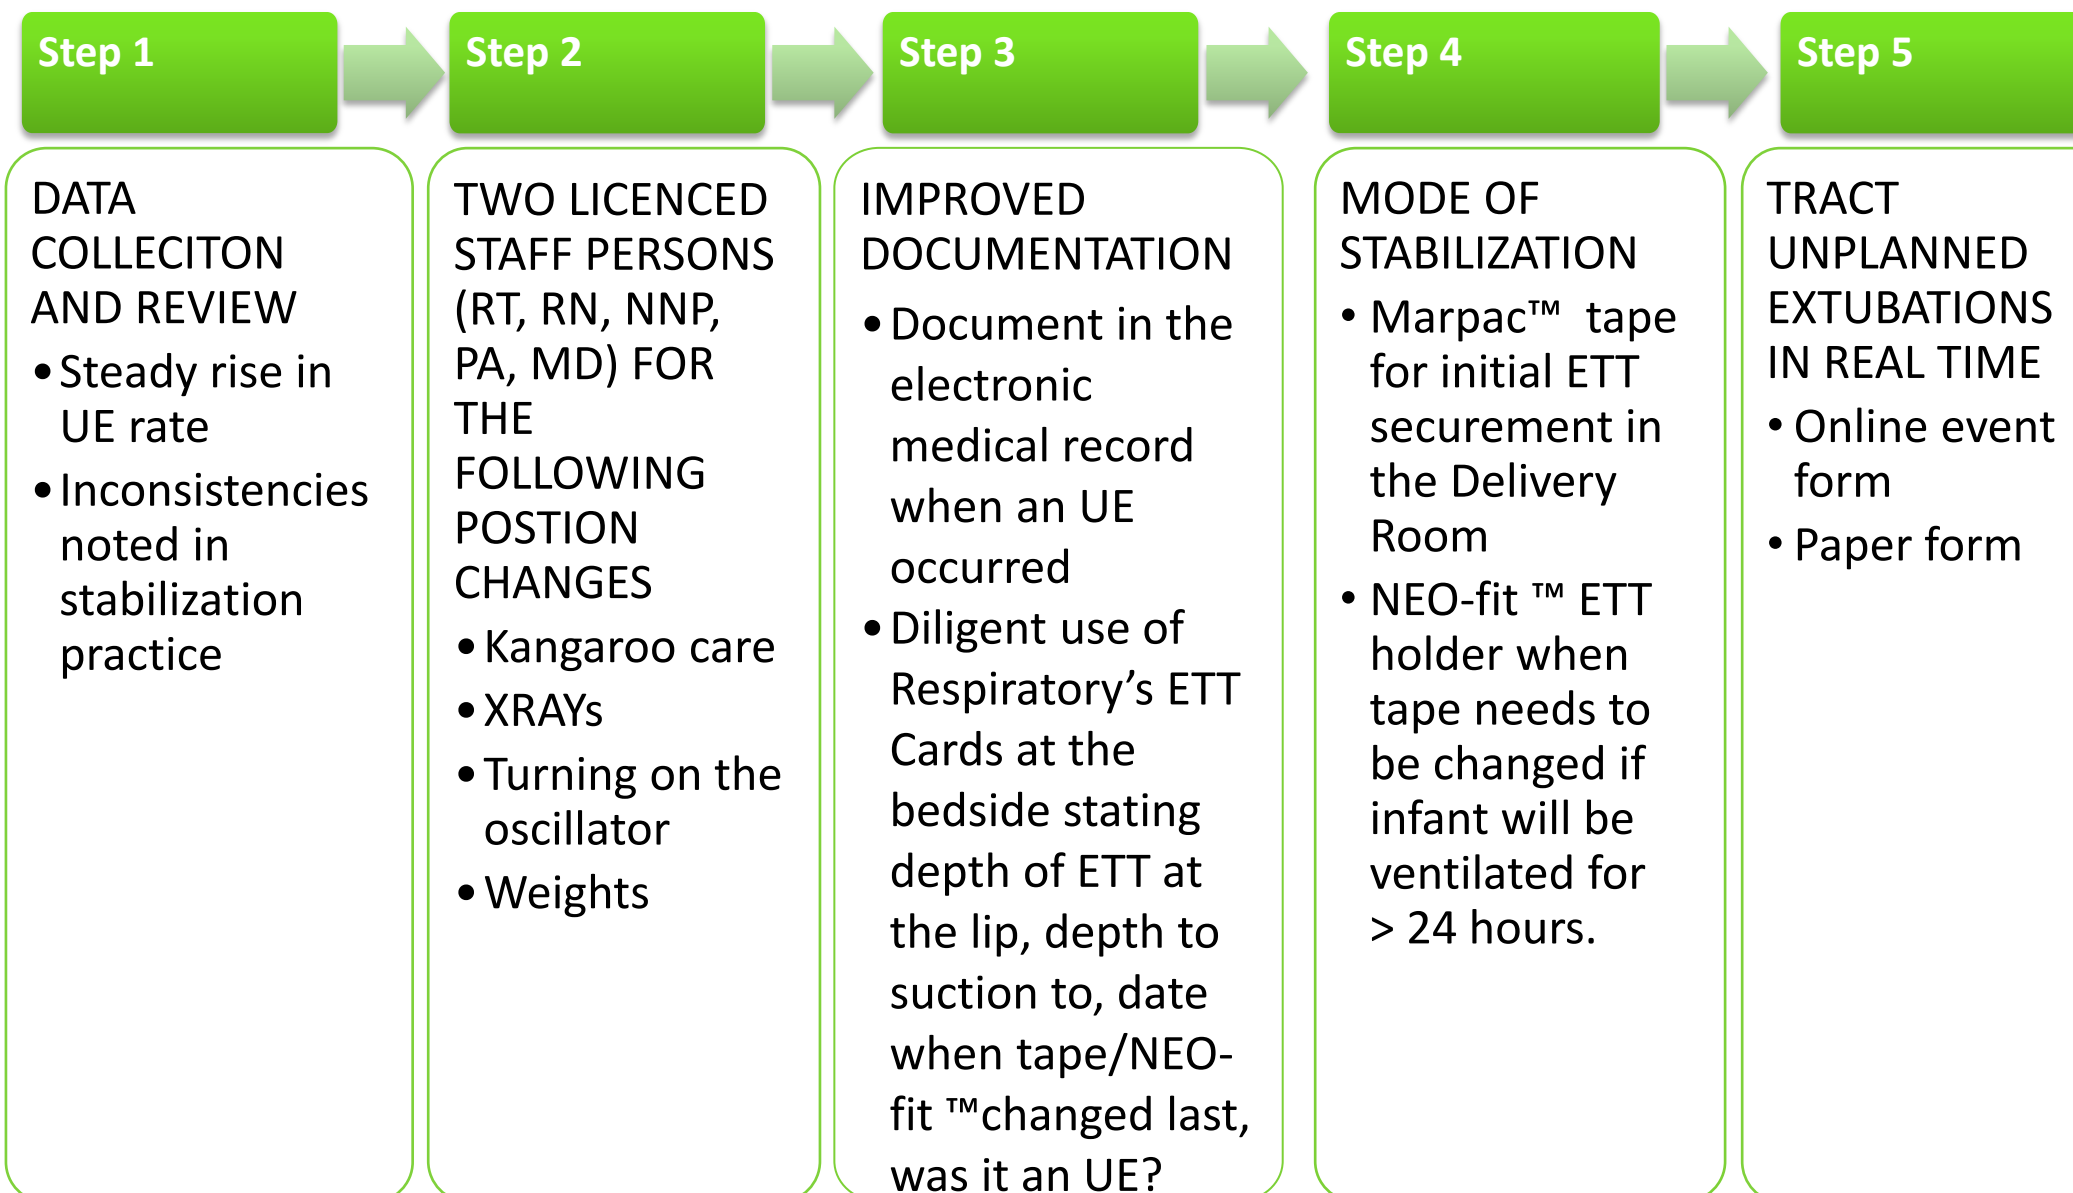 Step 1
DATA
COLLECITON
AND REVIEW
•Steady rise in
UE rate
•Inconsistencies
noted in
stabilization
practice
Step 2
TWO LICENCED
STAFF PERSONS
(RT, RN, NNP,
PA, MD) FOR
THE
FOLLOWING
POSTION
CHANGES
•Kangaroo care
•XRAYs
•Turning on the
oscillator
•Weights
Step 3
IMPROVED
DOCUMENTATION
•Document in the
electronic
medical record
when an UE
occurred
•Diligent use of
Respiratory’s ETT
Cards at the
bedside stating
depth of ETT at
the lip, depth to
suction to, date
when tape/NEO-
fit ™changed last,
was it an UE?
Step 4
MODE OF
STABILIZATION
• Marpac™ tape
for initial ETT
securement in
the Delivery
Room
• NEO-fit ™ ETT
holder when
tape needs to
be changed if
infant will be
ventilated for
> 24 hours.
Step 5
TRACT
UNPLANNED
EXTUBATIONS
IN REAL TIME
• Online event
form
• Paper form